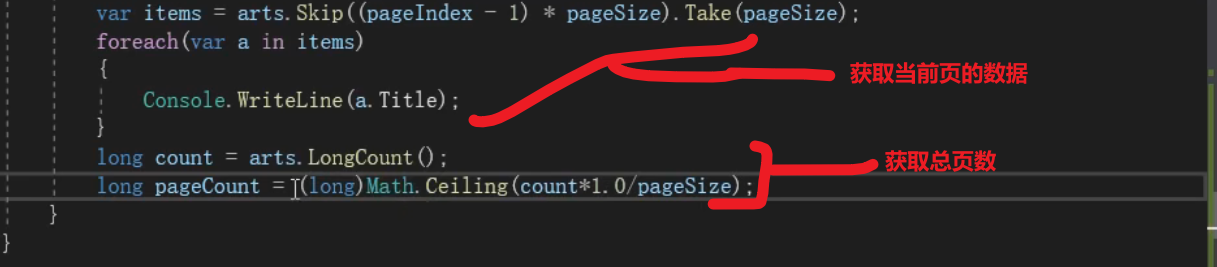 var items = arts.Skip((pageIndex - 1) * pageSize).Take(pageSize);
foreach(var a in items)
{
Console.WriteLine(a.Title);
获取当前页的数据
}
long count = arts.LongCount();
long pageCount = (long)Math.Ceiling(count*1.0/pageSize);
获取总页数
}
}